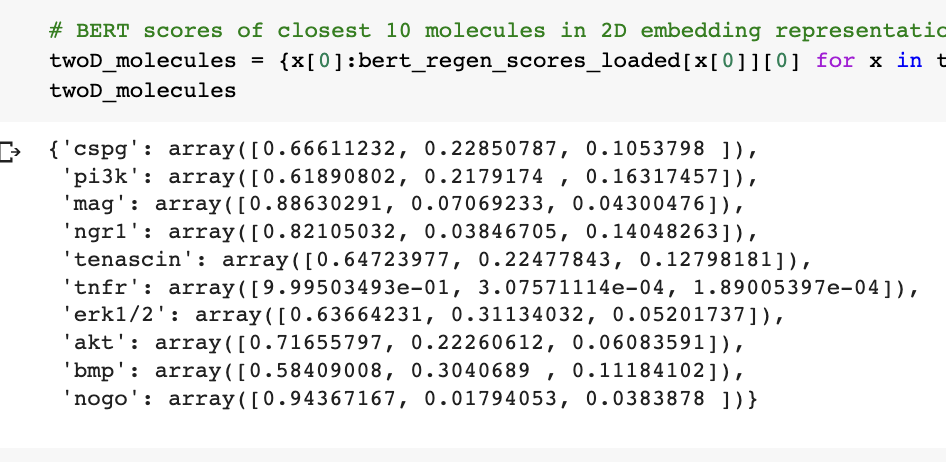 # BERT scores of closest 10 molecules in 2D embedding
twoD_molecules = {x[0]:bert_regen_scores_loaded[x[0]][0] for x in t
twoD_molecules
{'cspg': array([0.66611232, 0.22850787, 0.1053798 ]),
'pi3k': array([0.61890802, 0.2179174 , 0.16317457]),
'mag': array([0.88630291, 0.07069233, 0.04300476]),
'ngr1': array([0.82105032, 0.03846705, 0.14048263]),
'tenascin': array([0.64723977, 0.22477843, 0.12798181]),
'tnfr': array([9.99503493e-01, 3.07571114e-04, 1.89005397e-04]),
'erk1/2': array([0.63664231, 0.31134032, 0.05201737]),
'akt': array([0.71655797, 0.22260612, 0.06083591]),
'bmp': array([0.58409008, 0.3040689 , 0.11184102]),
'nogo': array([0.94367167, 0.01794053, 0.0383878 ])}